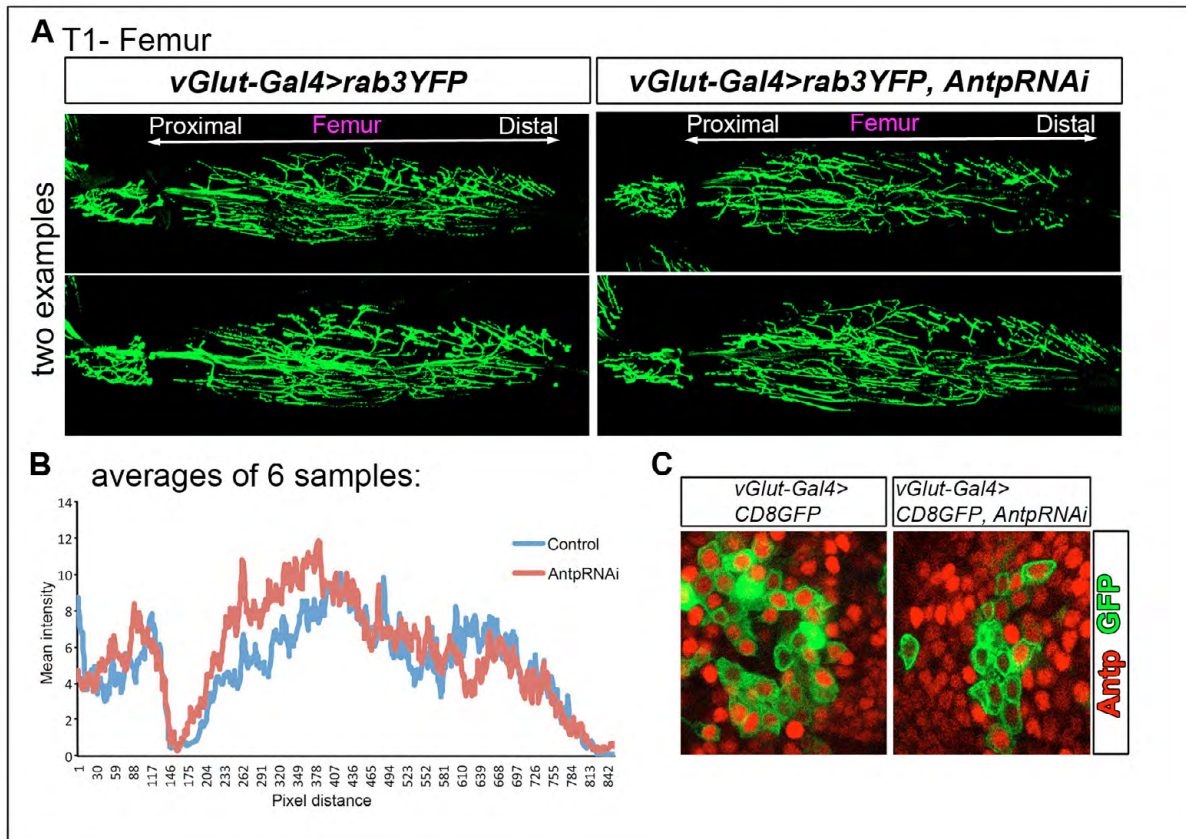 A T1- Femur
vGlut-Gal4>rab3YFP
vGlut-Gal4>rab3YFP, AntpRNAi
Proximal Femur Distal
Proximal Femur Distal
two examples
B averages of 6 samples:
14
12
10
8
6
4
2
0
Mean intensity
Control
AntpRNAi
1 30 59 88 117 146 175 204 233 262 291 320 349 378 407 436 465 494 523 552 581 610 639 668 697 726 755 784 813 842
Pixel distance
C
vGlut-Gal4>
CD8GFP
vGlut-Gal4>
CD8GFP, AntpRNAi
Antp GFP